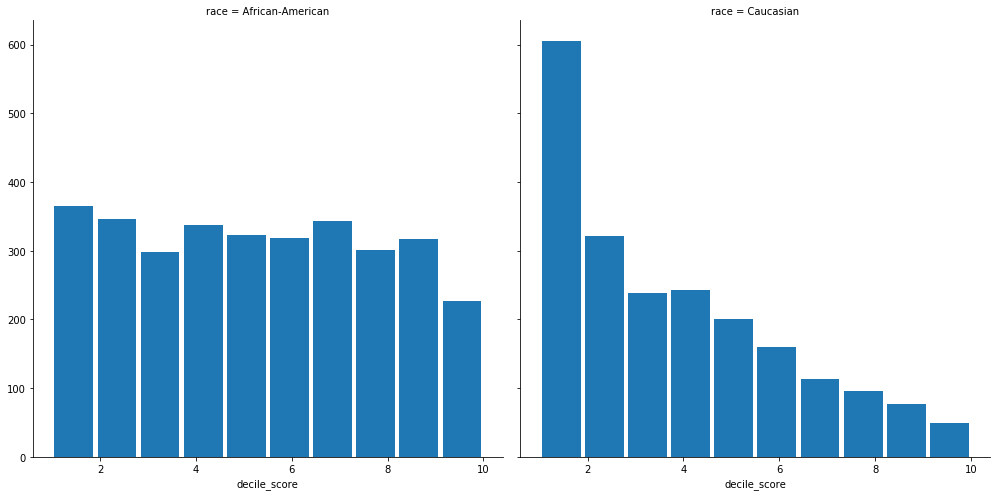 race = African-American
race = Caucasian
600
500
400
300
200
100
0
2 4 6 8 10
2 4 6 8 10
decile_score
decile_score